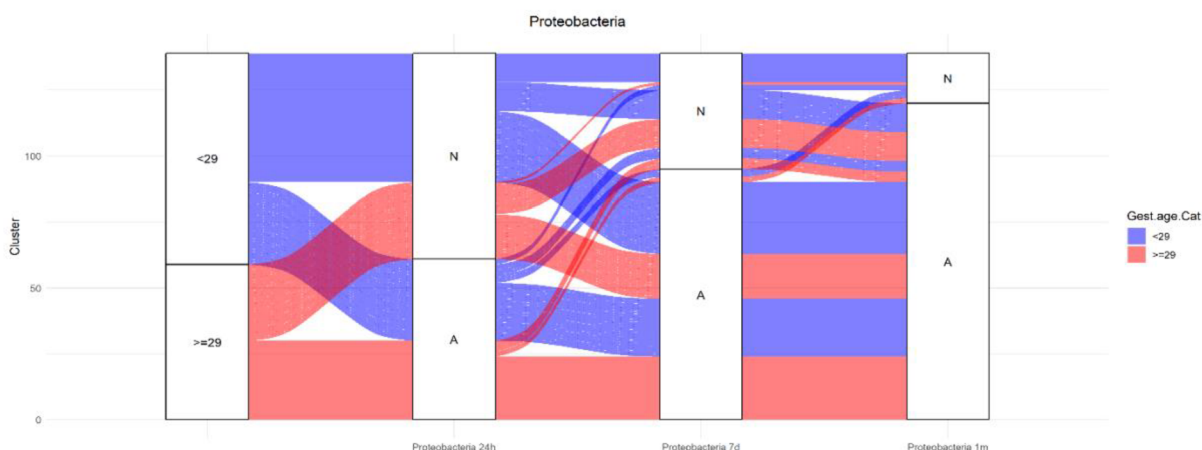 Proteobacteria
Cluster
100
50
0
<29
>=29
N
A
N
A
N
A
Proteobacteria 24h
Proteobacteria 7d
Proteobacteria 1m
Gest.age.Cat
<29
>=29